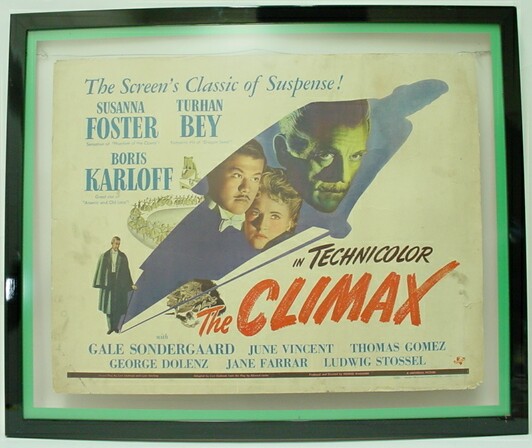 The Screen's Classic of Suspense!
SUSANNA FOSTER
TURHAN BEY
BORIS KARLOFF
IN TECHNICOLOR
The CLIMAX
with
GALE SONDERGAARD JUNE VINCENT THOMAS GOMEZ
GEORGE DOLENZ JANE FARRAR LUDWIG STOSSEL